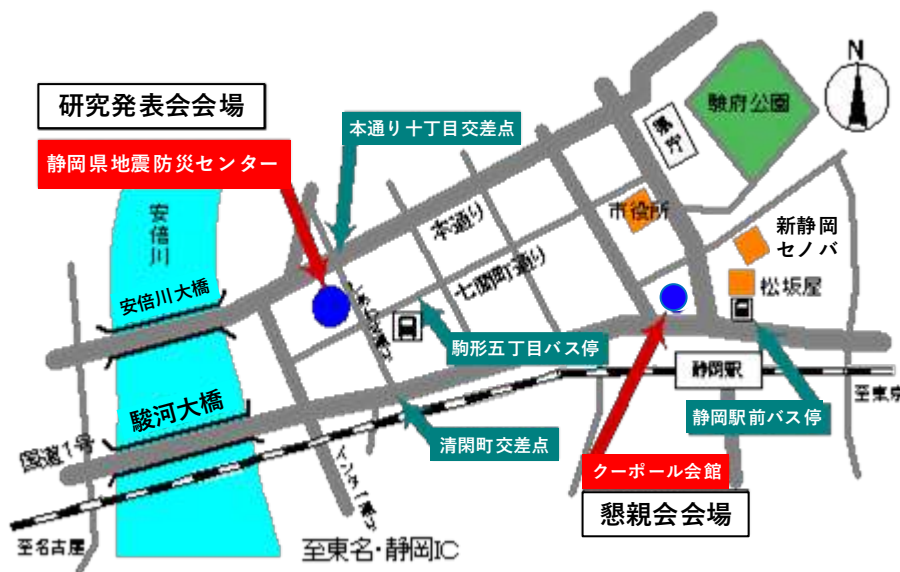 N
研究発表会会場
本通り十丁目交差点
駿府公園
県庁
静岡県地震防災センター
安倍川
本通り
市役所
新静岡
セノバ
七間町通り
松坂屋
安倍川大橋
駒形五丁目バス停
静岡駅
至東京
駿河大橋
静岡駅前バス停
国道1号
清閑町交差点
クーポール会館
懇親会会場
至名古屋
インター通り
至東名・静岡IC